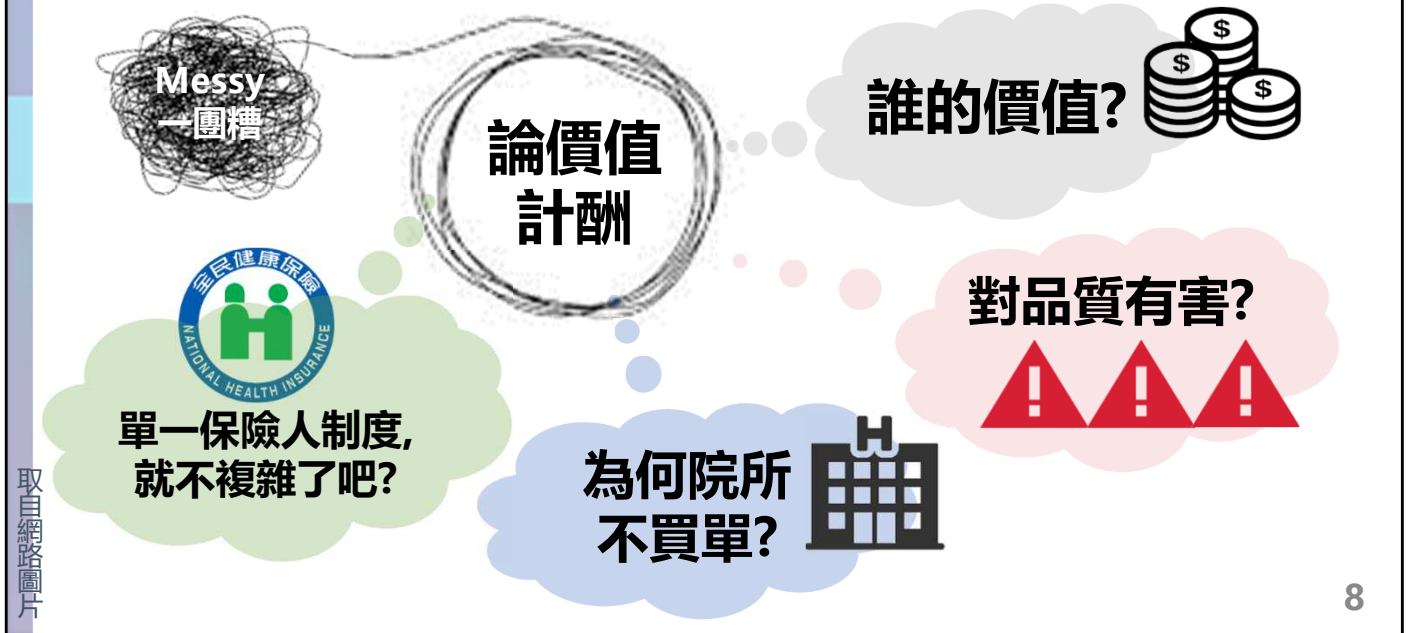 Messy
一團糟
論價值
計酬
誰的價值?
$
$
$
對品質有害?
全民健康保險
NATIONAL HEALTH INSURANCE
單一保險人制度,
就不複雜了吧?
為何院所
不買單?
H
取自網路圖片
8